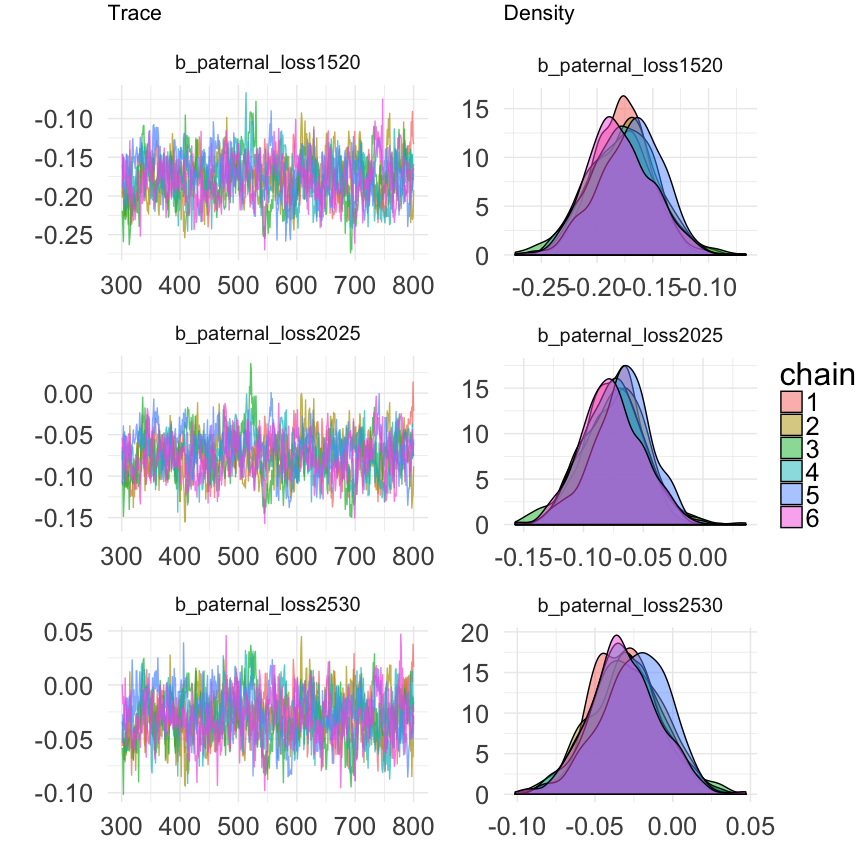 Trace
Density
b_paternal_loss1520
b_paternal_loss1520
-0.10
-0.15
-0.20
-0.25
300 400 500 600 700 800
15
10
5
0
-0.25 -0.20 -0.15 -0.10
b_paternal_loss2025
b_paternal_loss2025
0.00
-0.05
-0.10
-0.15
300 400 500 600 700 800
15
10
5
0
-0.15 -0.10 -0.05 0.00
chain
1
2
3
4
5
6
b_paternal_loss2530
b_paternal_loss2530
0.05
0.00
-0.05
-0.10
300 400 500 600 700 800
20
15
10
5
0
-0.10 -0.05 0.00 0.05